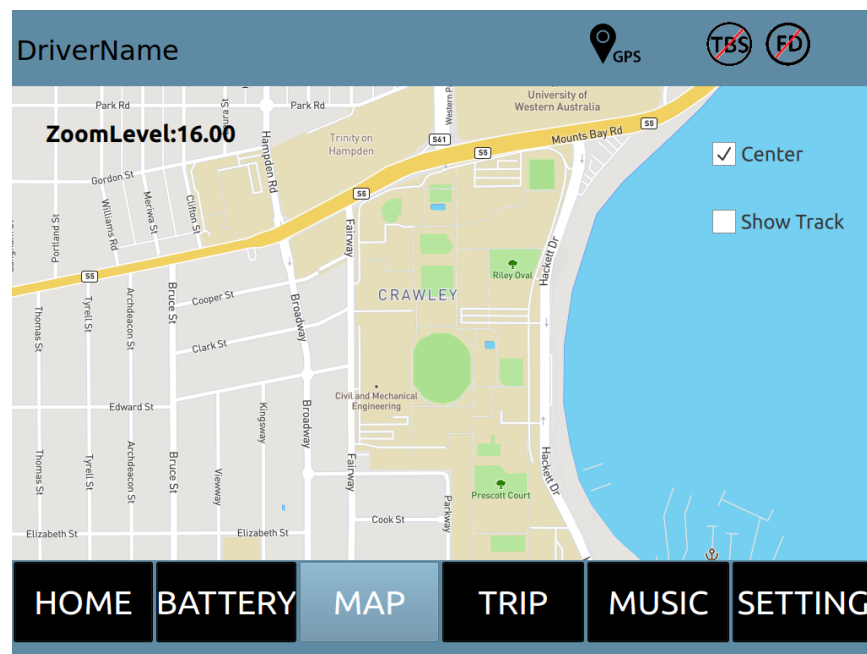 DriverName
GPS
TBS
FD
University of
Western Australia
Park Rd
Park Rd
ZoomLevel:16.00
Hampden Rd
Trinity on
Hampden
S61
S5
Mounts Bay Rd
S5
Center
Gordon St
Williams Rd
Meriwa St
Clifton St
S5
Portland St
Fairway
Show Track
Hackett Dr
Riley Oval
S5
Thomas St
Tyrell St
Archdeacon St
Bruce St
Cooper St
Broadway
CRAWLEY
Clark St
Civil and Mechanical
Engineering
Edward St
Kingsway
Broadway
Thomas St
Tyrell St
Archdeacon St
Bruce St
Viewway
Fairway
Hackett Dr
Prescott Court
Parkway
Cook St
Elizabeth St
Elizabeth St
HOME
BATTERY
MAP
TRIP
MUSIC
SETTING